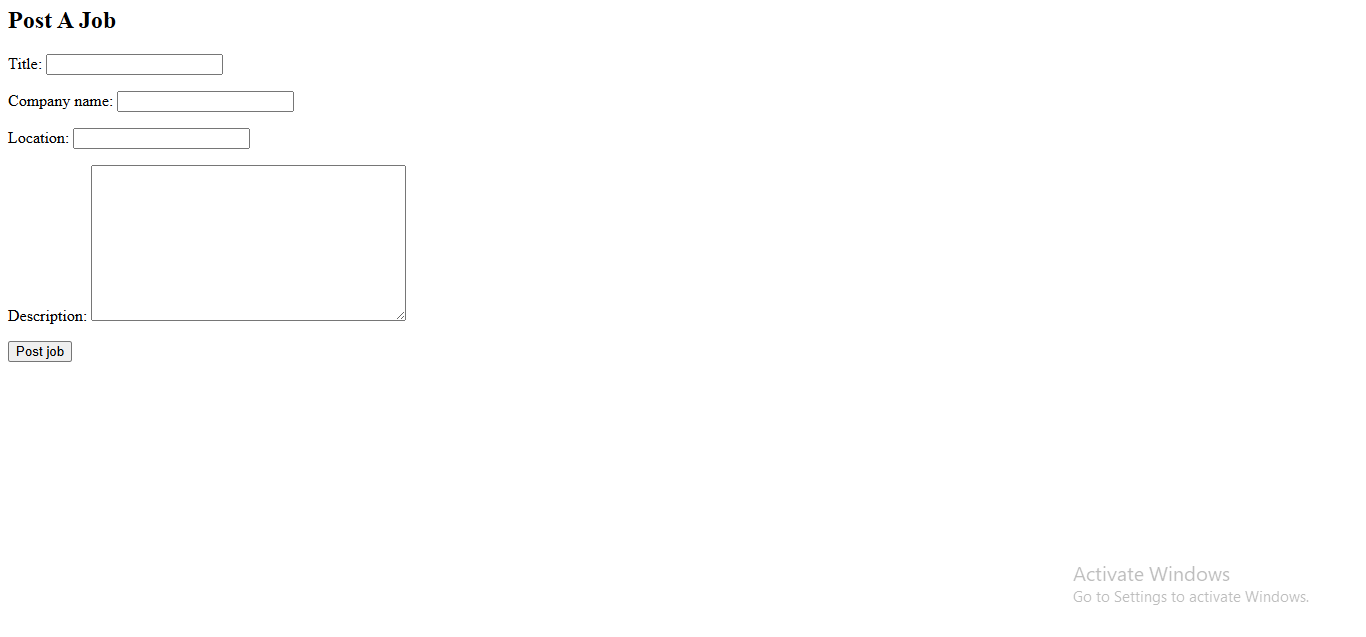 Post A Job
Title:
Company name:
Location:
Description:
Post job
Activate Windows
Go to Settings to activate Windows.